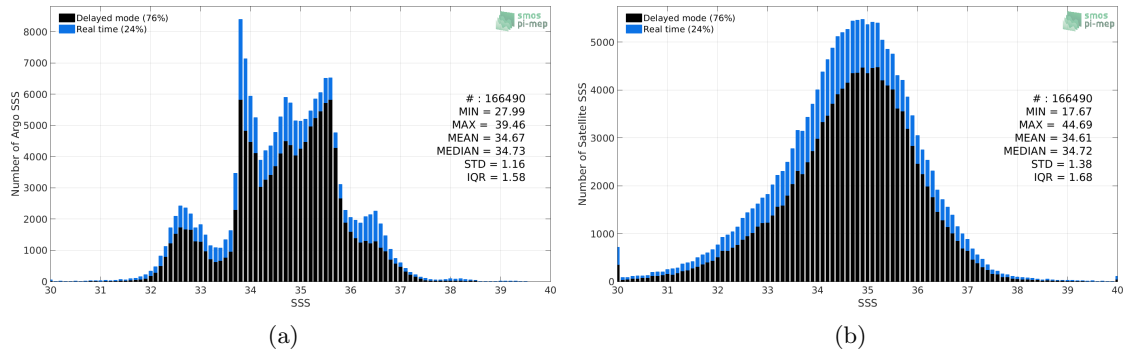 Delayed mode (76%)
Real time (24%)
smos
pi-mep
Number of Argo SSS
8000
7000
6000
5000
4000
3000
2000
1000
0
# : 166490
MIN = 27.99
MAX = 39.46
MEAN = 34.67
MEDIAN = 34.73
STD = 1.16
IQR = 1.58
30 31 32 33 34 35 36 37 38 39 40
SSS
(a)
Delayed mode (76%)
Real time (24%)
smos
pi-mep
Number of Satellite SSS
5000
4000
3000
2000
1000
0
# : 166490
MIN = 17.67
MAX = 44.69
MEAN = 34.61
MEDIAN = 34.72
STD = 1.38
IQR = 1.68
30 31 32 33 34 35 36 37 38 39 40
SSS
(b)